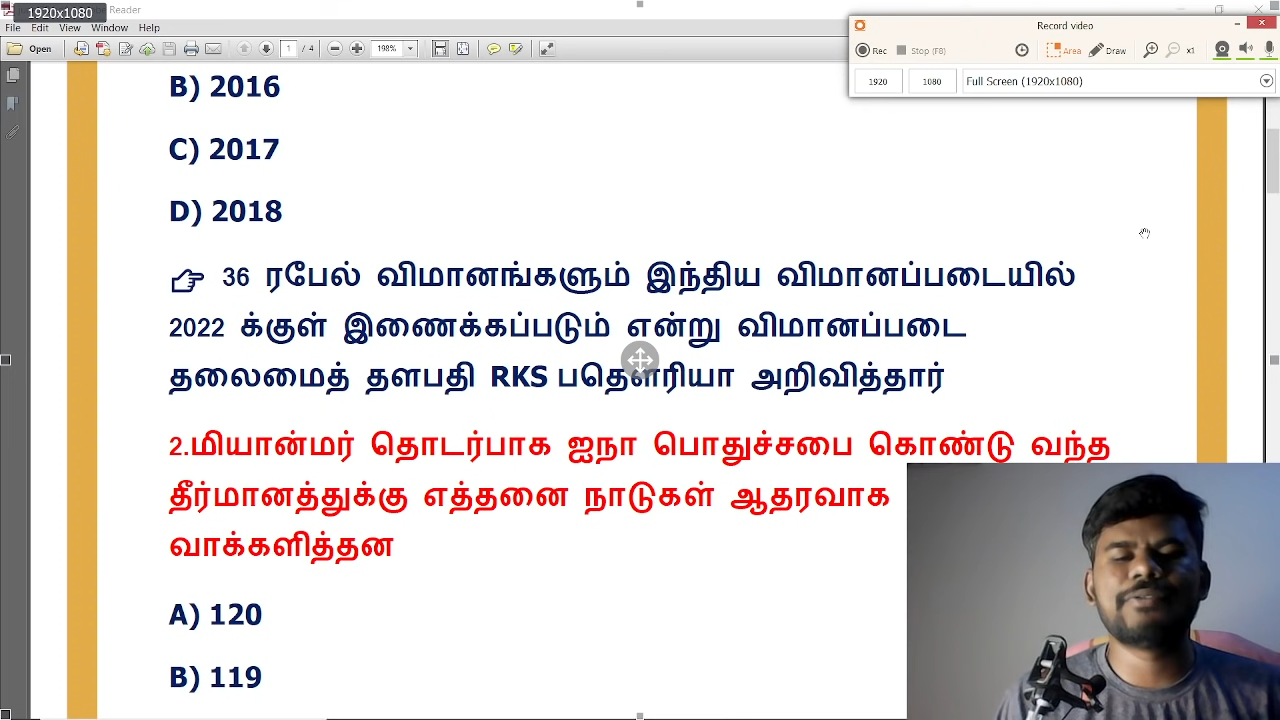 1920x1080
Reader
File Edit View Window Help
Record video
Open
1 / 4
198%
Rec
Stop (F8)
Area
Draw
x1
1920
1080
Full Screen (1920x1080)
B) 2016
C) 2017
D) 2018
36 ரபேல் விமானங்களும் இந்திய விமானப்படையில்
2022 க்குள் இணைக்கப்படும் என்று விமானப்படை
தலைமைத் தளபதி RKS பதௌரியா அறிவித்தார்
2.மியான்மர் தொடர்பாக ஐநா பொதுச்சபை கொண்டு வந்த
தீர்மானத்துக்கு எத்தனை நாடுகள் ஆதரவாக
வாக்களித்தன
A) 120
B) 119